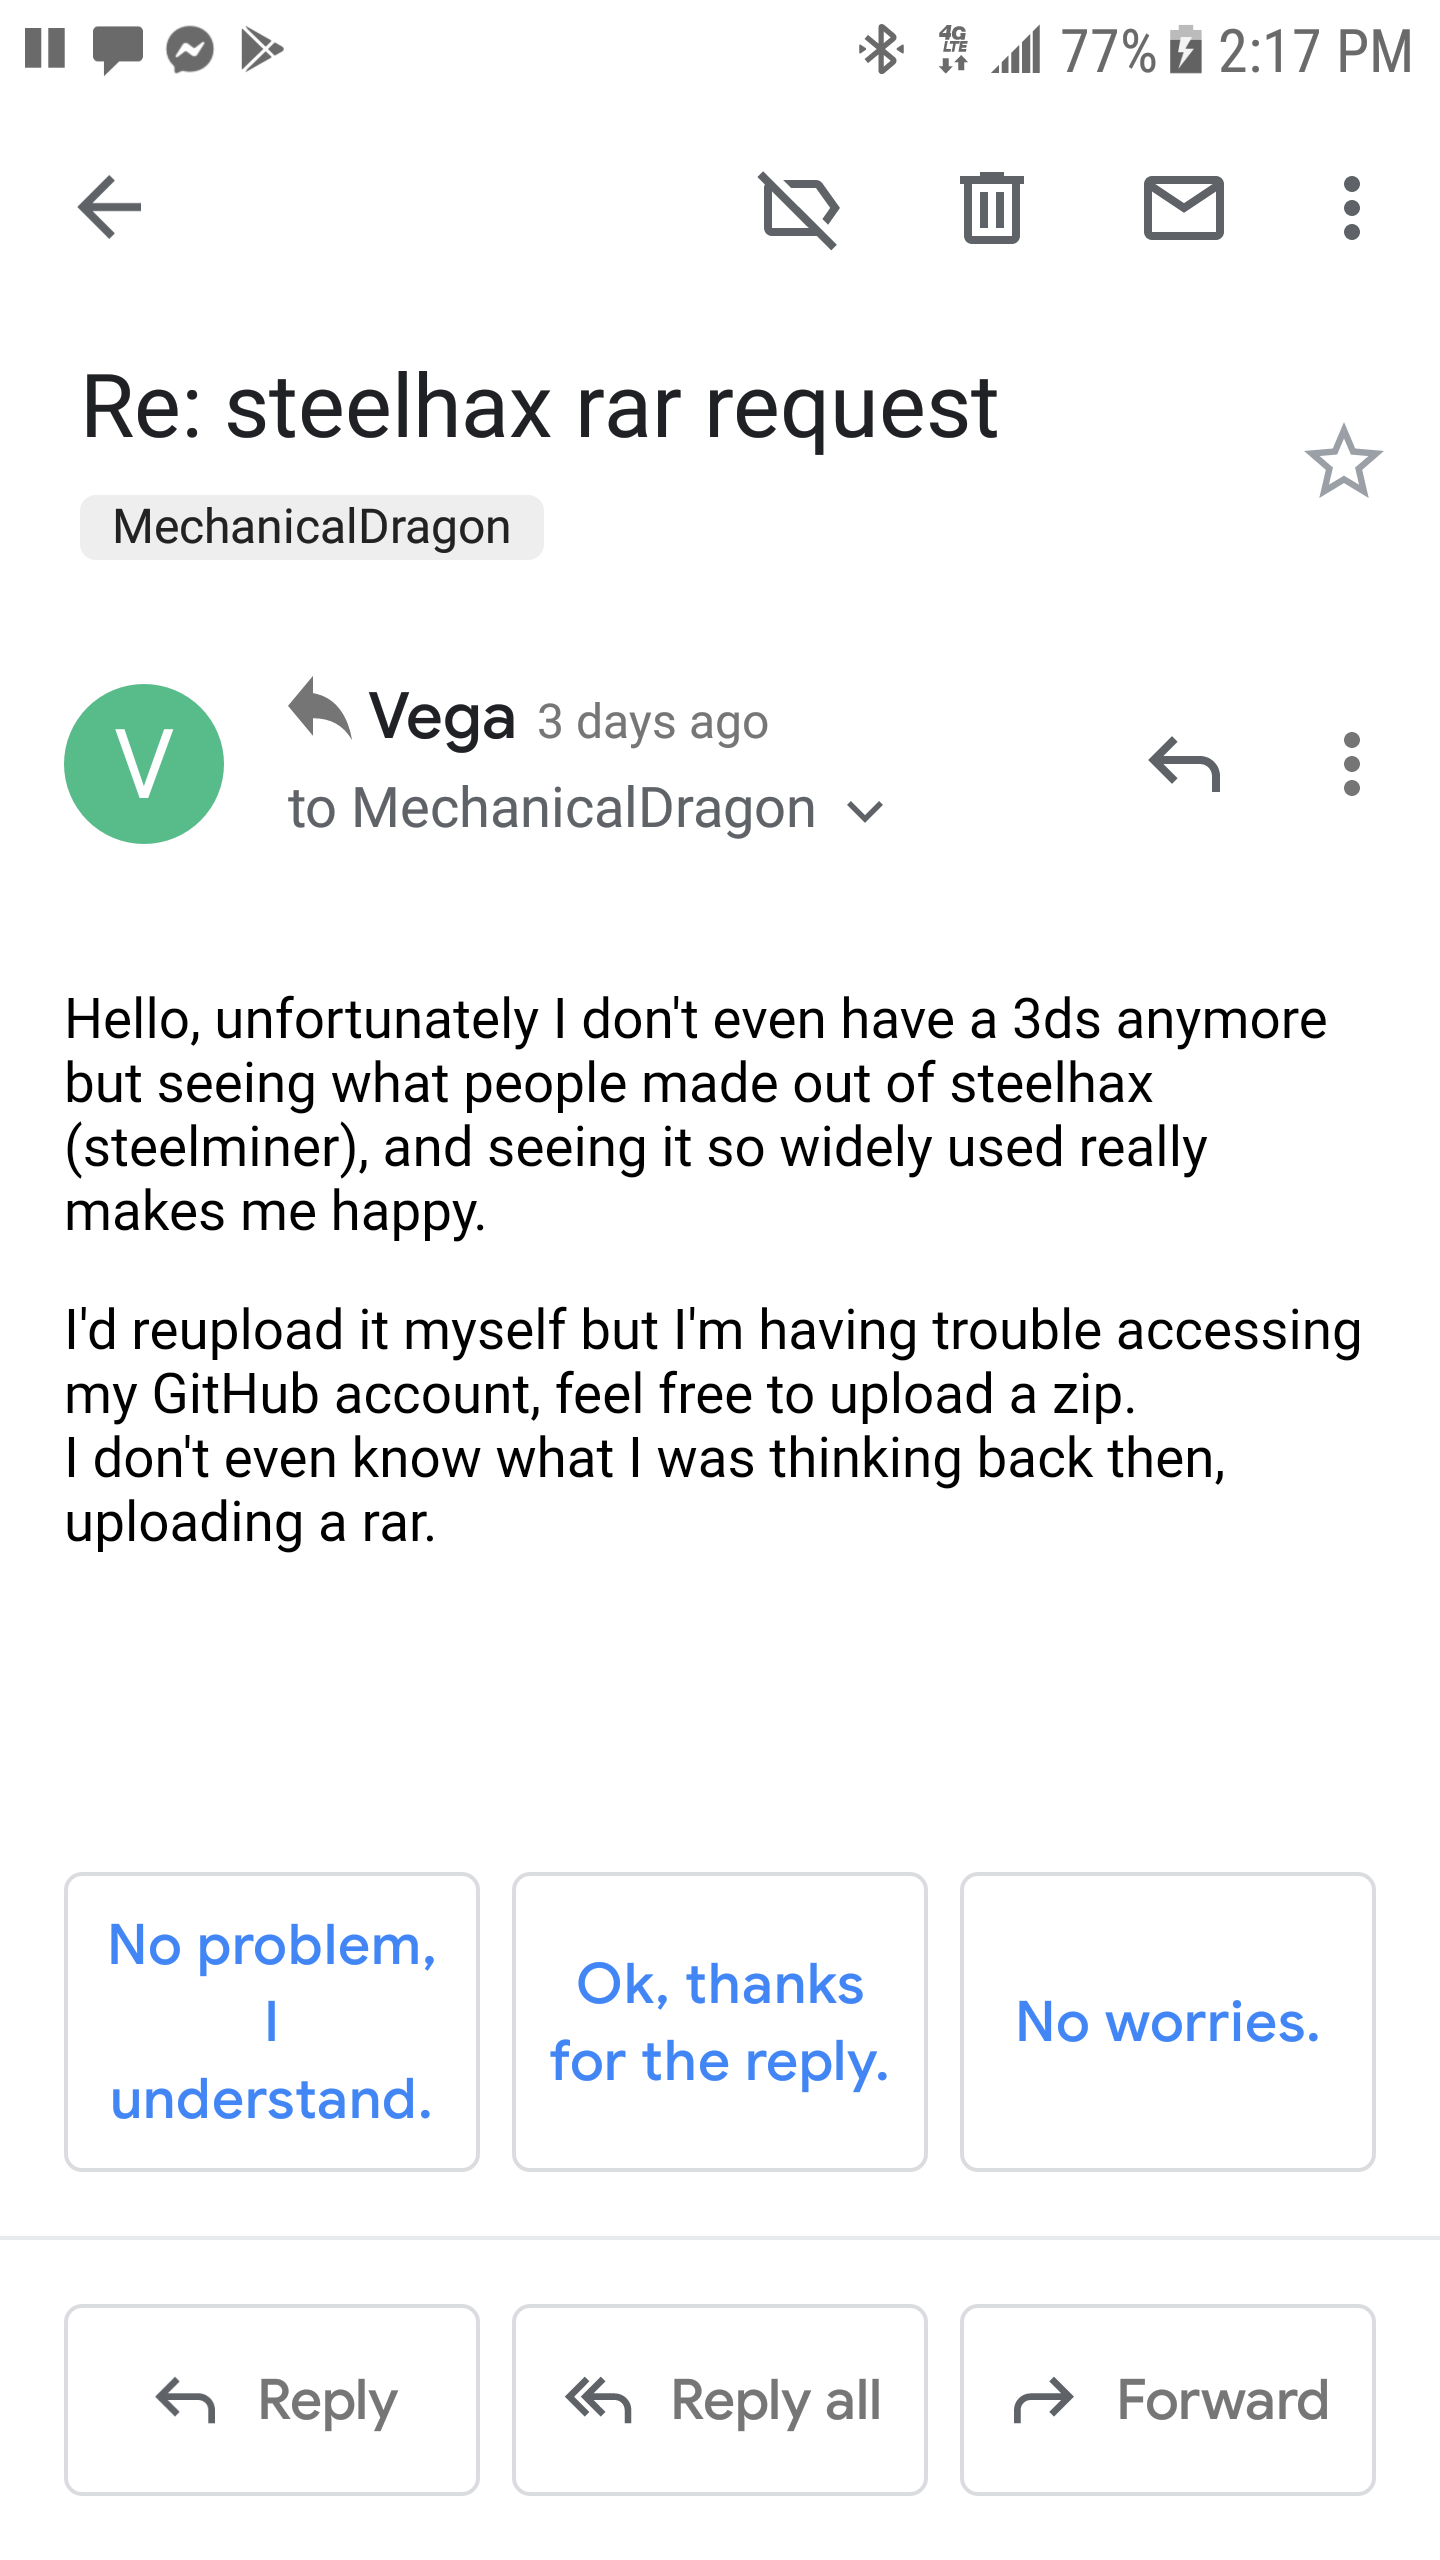 4G LTE 77% 2:17 PM
Re: steelhax rar request
MechanicalDragon
V
Vega 3 days ago
to MechanicalDragon
Hello, unfortunately I don't even have a 3ds anymore
but seeing what people made out of steelhax
(steelminer), and seeing it so widely used really
makes me happy.
I'd reupload it myself but I'm having trouble accessing
my GitHub account, feel free to upload a zip.
I don't even know what I was thinking back then,
uploading a rar.
No problem,
I
understand.
Ok, thanks
for the reply.
No worries.
Reply Reply all Forward